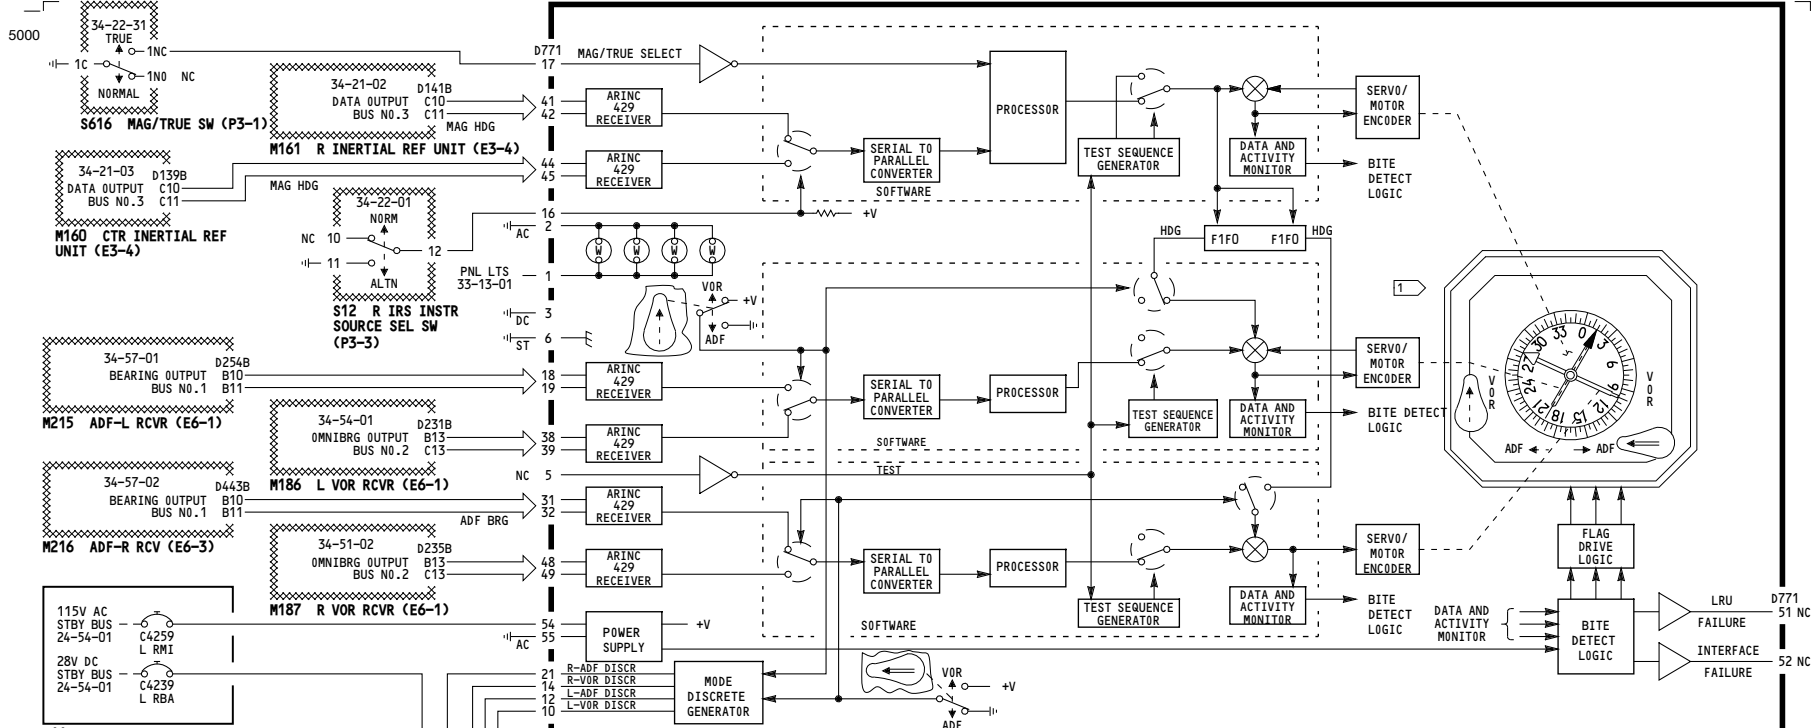 5000
34-22-31
TRUE
1NC
1C
1NO NC
NORMAL
S616 MAG/TRUE SW (P3-1)
34-21-02
D141B
DATA OUTPUT C10
BUS NO.3 C11
MAG HDG
M161 R INERTIAL REF UNIT (E3-4)
34-21-03
D139B
DATA OUTPUT C10
BUS NO.3 C11
MAG HDG
M160 CTR INERTIAL REF
UNIT (E3-4)
34-22-01
NORM
NC 10
12
11
ALTN
S12 R IRS INSTR
SOURCE SEL SW
(P3-3)
PNL LTS
33-13-01
34-57-01
D254B
BEARING OUTPUT B10
BUS NO.1 B11
M215 ADF-L RCVR (E6-1)
34-54-01
D231B
OMNIBRG OUTPUT B13
BUS NO.2 C13
M186 L VOR RCVR (E6-1)
34-57-02
D443B
BEARING OUTPUT B10
BUS NO.1 B11
ADF BRG
M216 ADF-R RCV (E6-3)
34-51-02
D235B
OMNIBRG OUTPUT B13
BUS NO.2 C13
M187 R VOR RCVR (E6-1)
115V AC
STBY BUS
24-54-01
C4259
L RMI
28V DC
STBY BUS
24-54-01
C4239
L RBA
D771
17
MAG/TRUE SELECT
41
42
ARINC
429
RECEIVER
44
45
ARINC
429
RECEIVER
16
2
AC
1
3
DC
6
ST
W W W W
+V
VOR
+V
ADF
18
19
ARINC
429
RECEIVER
38
39
ARINC
429
RECEIVER
NC 5
TEST
31
32
ARINC
429
RECEIVER
48
49
ARINC
429
RECEIVER
54
55
AC
POWER
SUPPLY
+V
21 R-ADF DISCR
14 R-VOR DISCR
12 L-ADF DISCR
10 L-VOR DISCR
MODE
DISCRETE
GENERATOR
VOR
+V
ADF
SERIAL TO
PARALLEL
CONVERTER
SOFTWARE
PROCESSOR
TEST SEQUENCE
GENERATOR
DATA AND
ACTIVITY
MONITOR
SERVO/
MOTOR
ENCODER
BITE
DETECT
LOGIC
HDG
F1FO F1FO
HDG
SERIAL TO
PARALLEL
CONVERTER
SOFTWARE
PROCESSOR
TEST SEQUENCE
GENERATOR
DATA AND
ACTIVITY
MONITOR
SERVO/
MOTOR
ENCODER
BITE DETECT
LOGIC
SERIAL TO
PARALLEL
CONVERTER
SOFTWARE
PROCESSOR
TEST SEQUENCE
GENERATOR
DATA AND
ACTIVITY
MONITOR
SERVO/
MOTOR
ENCODER
BITE
DETECT
LOGIC
1
0 3 6 9 12 15 18 21 24 27 30 33
VOR
VOR
ADF
ADF
FLAG
DRIVE
LOGIC
DATA AND
ACTIVITY
MONITOR
BITE
DETECT
LOGIC
LRU
FAILURE
D771
51 NC
INTERFACE
FAILURE
52 NC